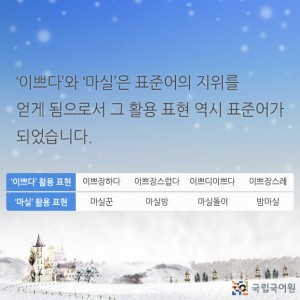 '이쁘다'와 '마실'은 표준어의 지위를
얻게 됨으로서 그 활용 표현 역시 표준어가
되었습니다.
'이쁘다' 활용 표현 이쁘장하다 이쁘장스럽다 이쁘디이쁘다 이쁘장스레
'마실' 활용 표현 마실꾼 마실방 마실돌이 밤마실
국립국어원